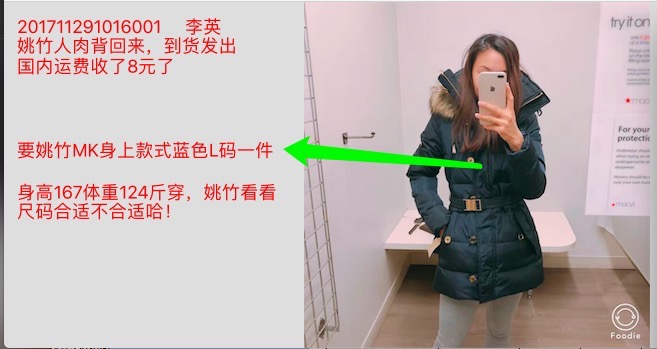 201711291016001 李英
姚竹人肉背回来，到货发出
国内运费收了8元了
要姚竹MK身上款式蓝色L码一件
身高167体重124斤穿，姚竹看看
尺码合适不合适哈！
try it on
For your
protection
Foodie